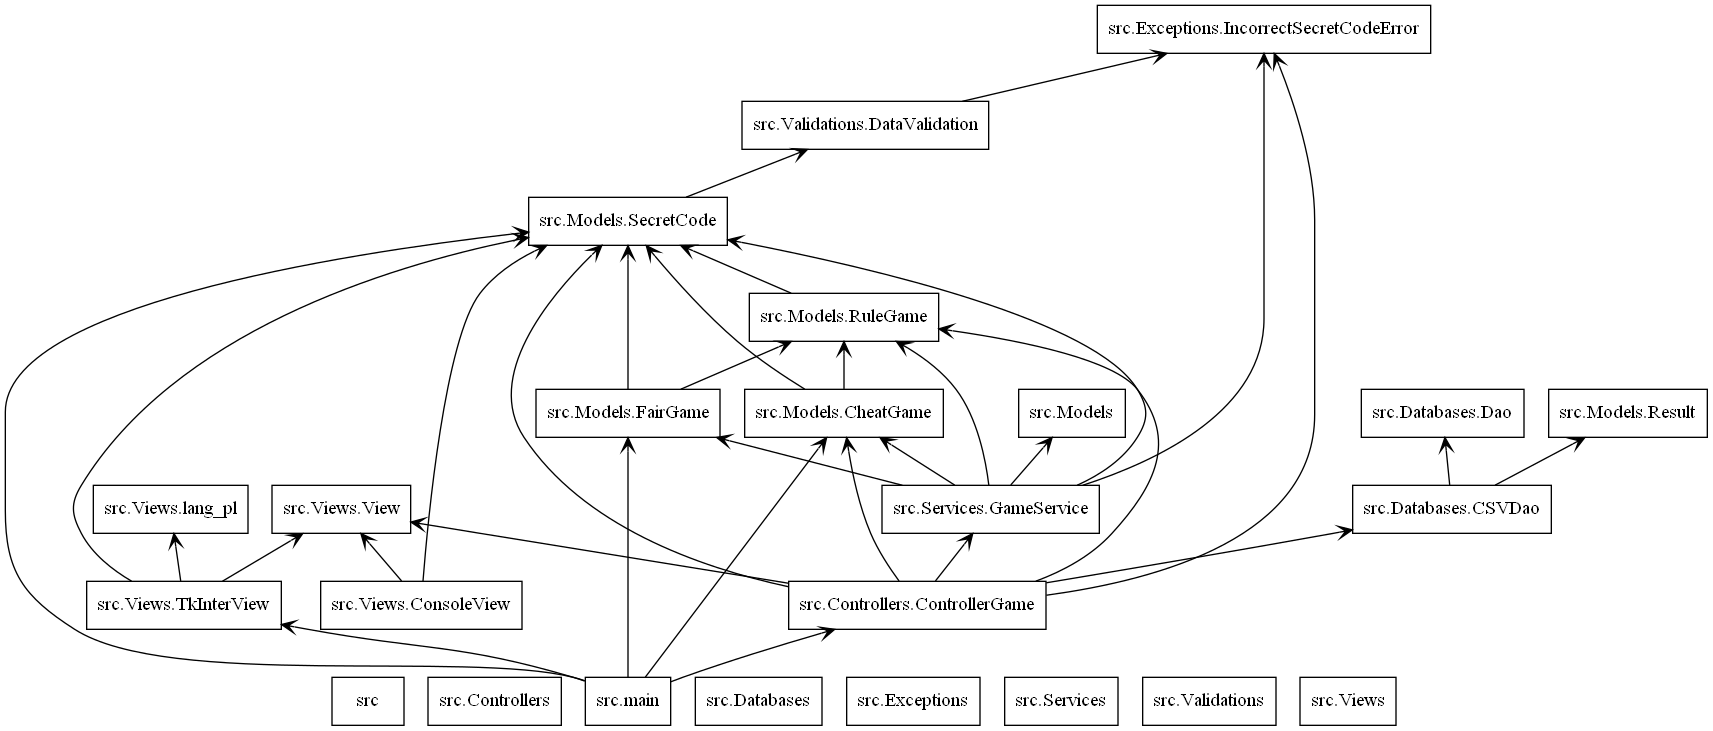 src.Exceptions.IncorrectSecretCodeError
src.Validations.DataValidation
src.Models.SecretCode
src.Models.RuleGame
src.Models.FairGame
src.Models.CheatGame
src.Models
src.Databases.Dao
src.Models.Result
src.Views.lang_pl
src.Views.View
src.Services.GameService
src.Databases.CSVDao
src.Views.TkInterView
src.Views.ConsoleView
src.Controllers.ControllerGame
src
src.Controllers
src.main
src.Databases
src.Exceptions
src.Services
src.Validations
src.Views